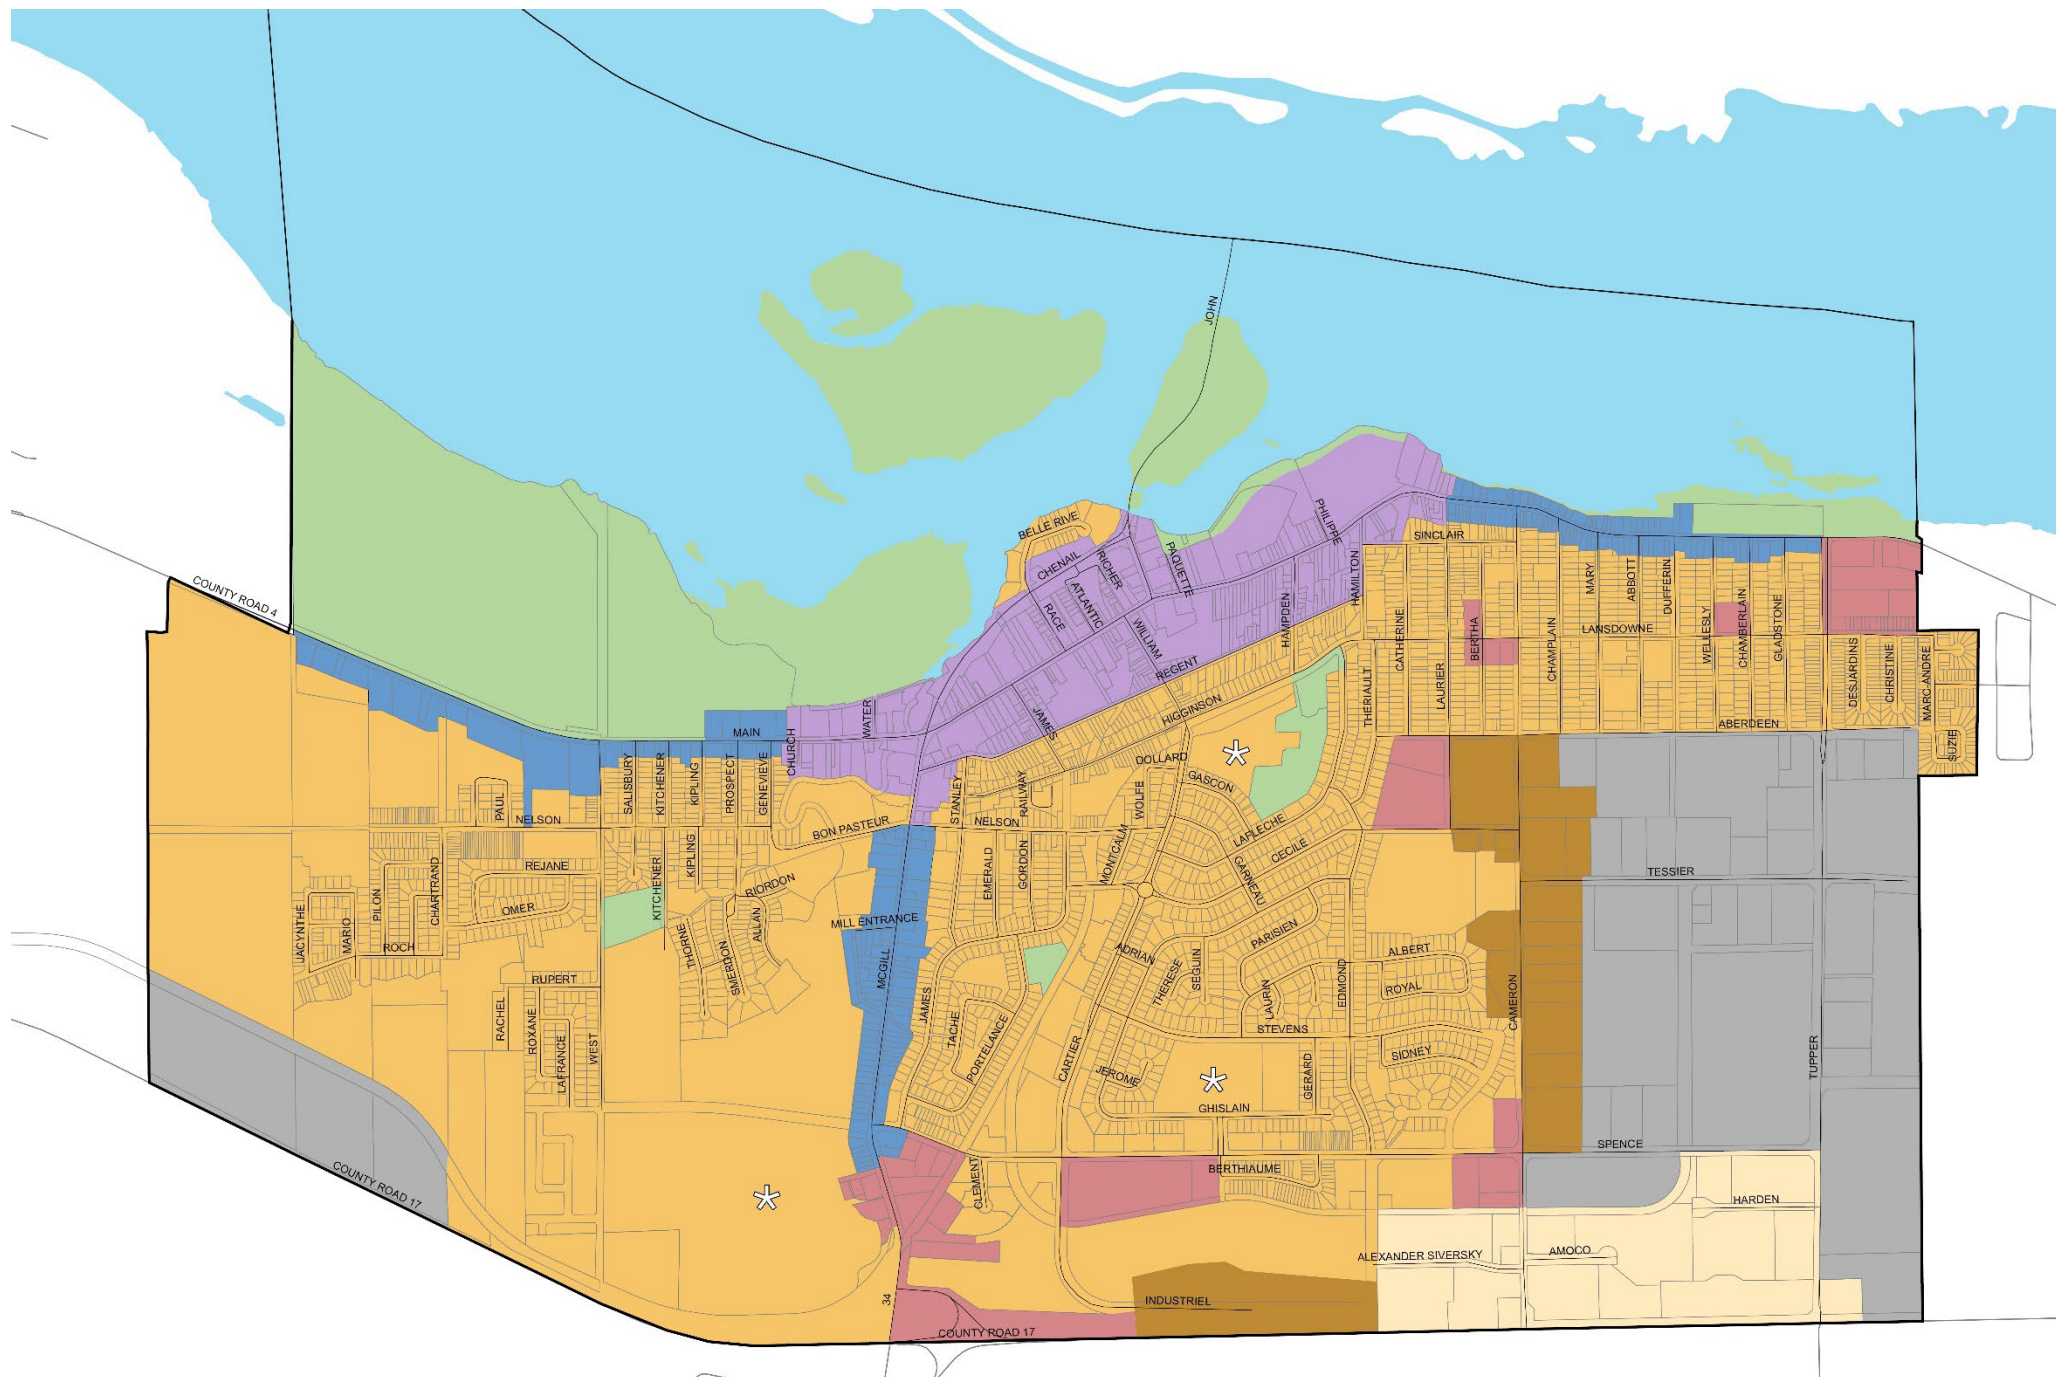 JOHN
BELLE RIVE
PHILIPPE
SINCLAIR
CHENAIL
RICHER
PAQUETTE
COUNTY ROAD 4
RACE
ATLANTIC
HAMPDEN
HAMILTON
MARY
ABBOTT
DUFFERIN
WILLIAM
LANSDOWNE
WELLESLY
CHAMBERLAIN
GLADSTONE
CATHERINE
BERTHA
CHAMPLAIN
REGENT
LAURIER
THERIAULT
DESJARDINS
CHRISTINE
MARC-ANDRE
WATER
JAMES
HIGGINSON
ABERDEEN
MAIN
CHURCH
SUZIE
DOLLARD
GASCON
SALISBURY
KITCHENER
KIPLING
PROSPECT
GENEVIEVE
STANLEY
RAILWAY
WOLFE
PAUL
NELSON
BON PASTEUR
NELSON
LAFLECHE
CECILE
MONTCALM
GARNEAU
REJANE
KIPLING
EMERALD
GORDON
TESSIER
KITCHENER
RIORDON
CHARTRAND
PILON
OMER
MILL ENTRANCE
ALLAN
JACYNTHE
MARIO
ROCH
THORNE
SMERDON
PARISIEN
ADRIAN
ALBERT
THERESE
SEGUIN
MCGILL
RUPERT
EDMOND
ROYAL
LAURIN
CAMERON
RACHEL
ROXANE
JAMES
TACHE
STEVENS
PORTELANCE
WEST
LAFRANCE
CARTIER
SIDNEY
TUPPER
JEROME
GERARD
GHISLAIN
SPENCE
COUNTY ROAD 17
CLEMENT
BERTHIAUME
HARDEN
ALEXANDER SIVERSKY
AMOCO
34
INDUSTRIEL
COUNTY ROAD 17